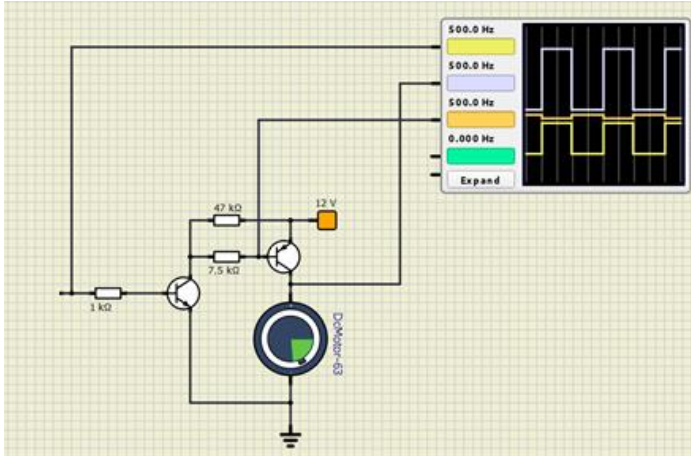 500.0 Hz
500.0 Hz
500.0 Hz
0.000 Hz
Expand
47 kΩ
12 V
7,5 kΩ
1 kΩ
DcMotor-63